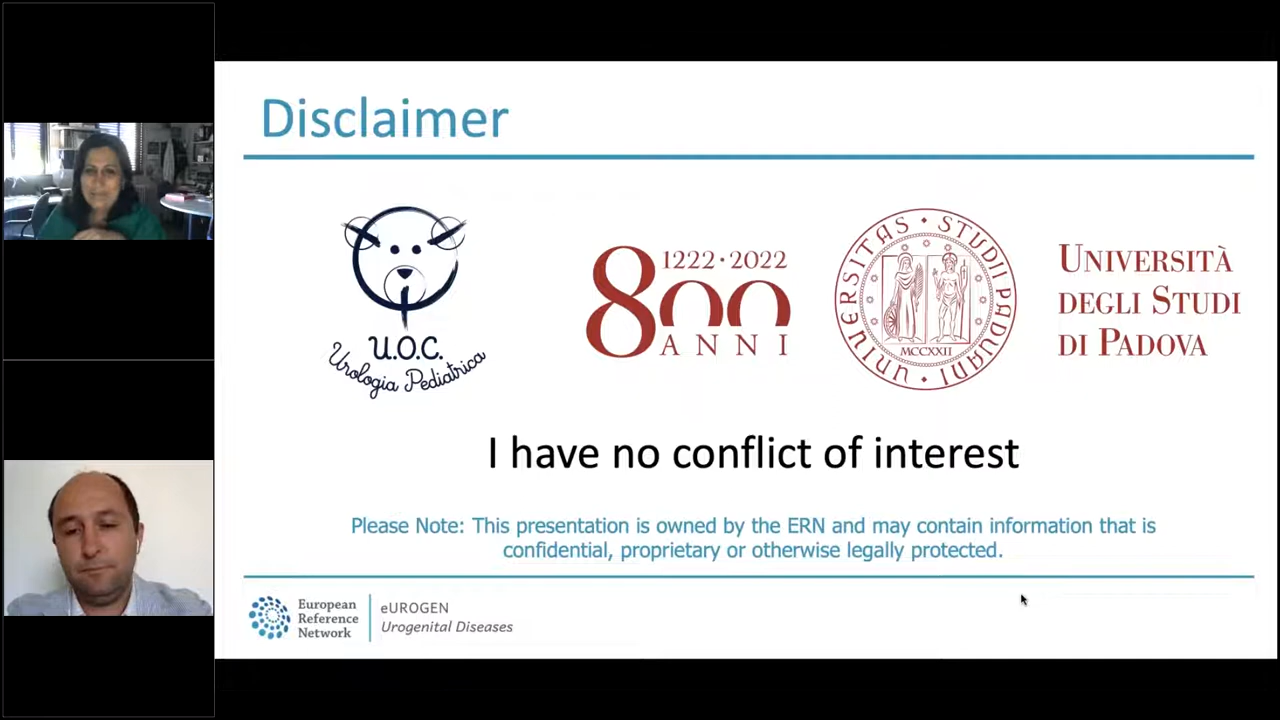 Disclaimer
U.O.C.
Urologia Pediatrica
1222·2022
800
ANNI
UNIVERSITAS · STUDII PADUANI ·
MCCXXII
UNIVERSITÀ
DEGLI STUDI
DI PADOVA
I have no conflict of interest
Please Note: This presentation is owned by the ERN and may contain information that is
confidential, proprietary or otherwise legally protected.
European
Reference
Network
eUROGEN
Urogenital Diseases